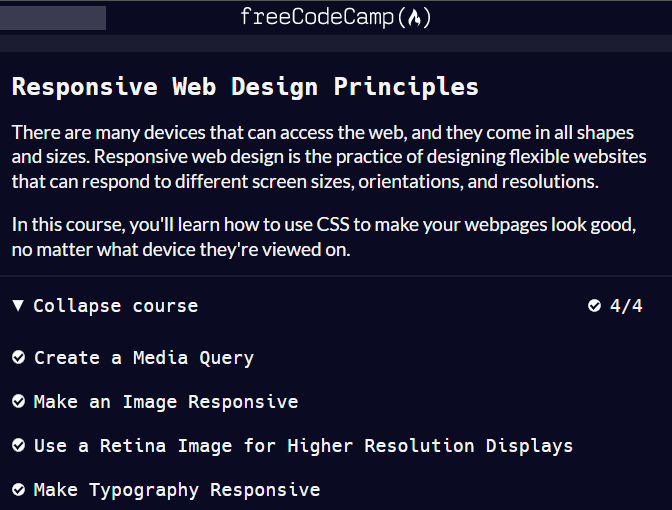 freeCodeCamp(🔥)
Responsive Web Design Principles
There are many devices that can access the web, and they come in all shapes
and sizes. Responsive web design is the practice of designing flexible websites
that can respond to different screen sizes, orientations, and resolutions.
In this course, you'll learn how to use CSS to make your webpages look good,
no matter what device they're viewed on.
Collapse course 4/4
Create a Media Query
Make an Image Responsive
Use a Retina Image for Higher Resolution Displays
Make Typography Responsive